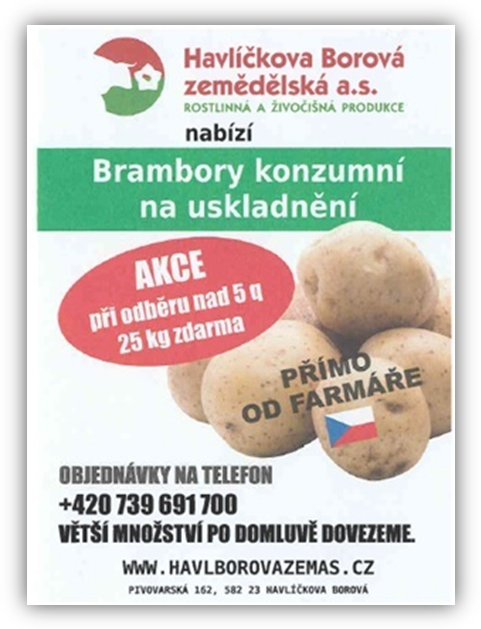 Havlíčkova Borová
zemědělská a.s.
ROSTLINNÁ A ŽIVOČIŠNÁ PRODUKCE
nabízí
Brambory konzumní
na uskladnění
AKCE
při odběru nad 5 q
25 kg zdarma
PŘÍMO
OD FARMÁŘE
OBJEDNÁVKY NA TELEFON
+420 739 691 700
VĚTŠÍ MNOŽSTVÍ PO DOMLUVĚ DOVEZEME.
WWW.HAVLBOROVAZEMAS.CZ
PIVOVARSKÁ 162, 582 23 HAVLÍČKOVA BOROVÁ